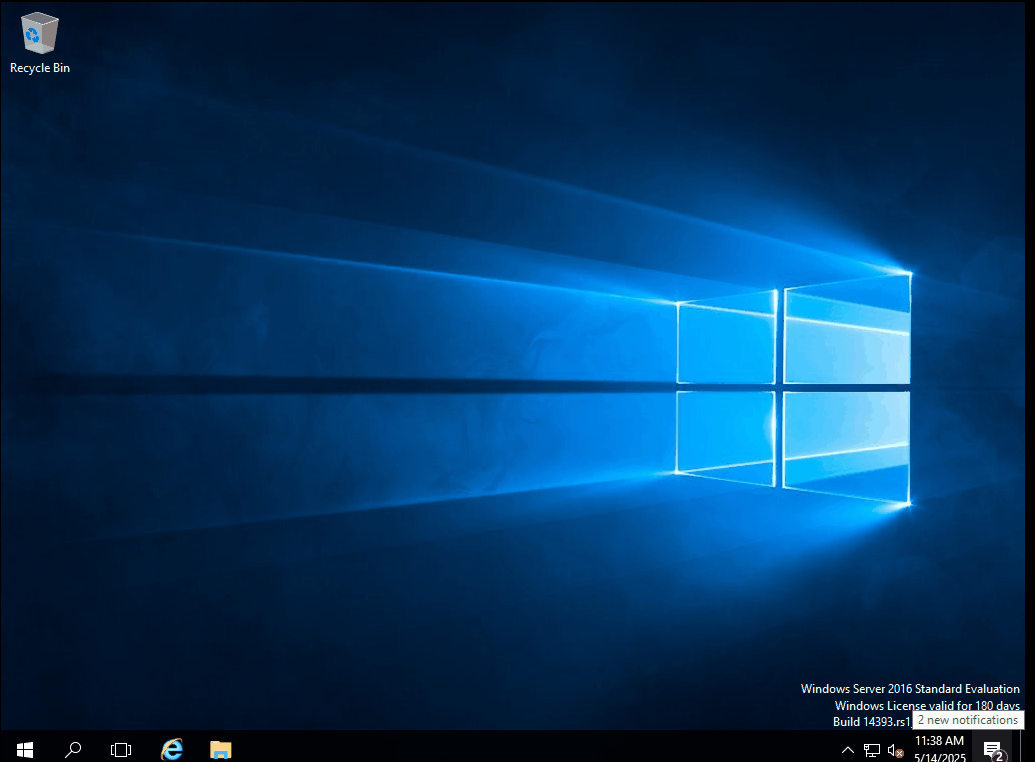 Recycle Bin
Windows Server 2016 Standard Evaluation
Windows License valid for 180 days
Build 14393.rs1
2 new notifications
11:38 AM
5/14/2025
2